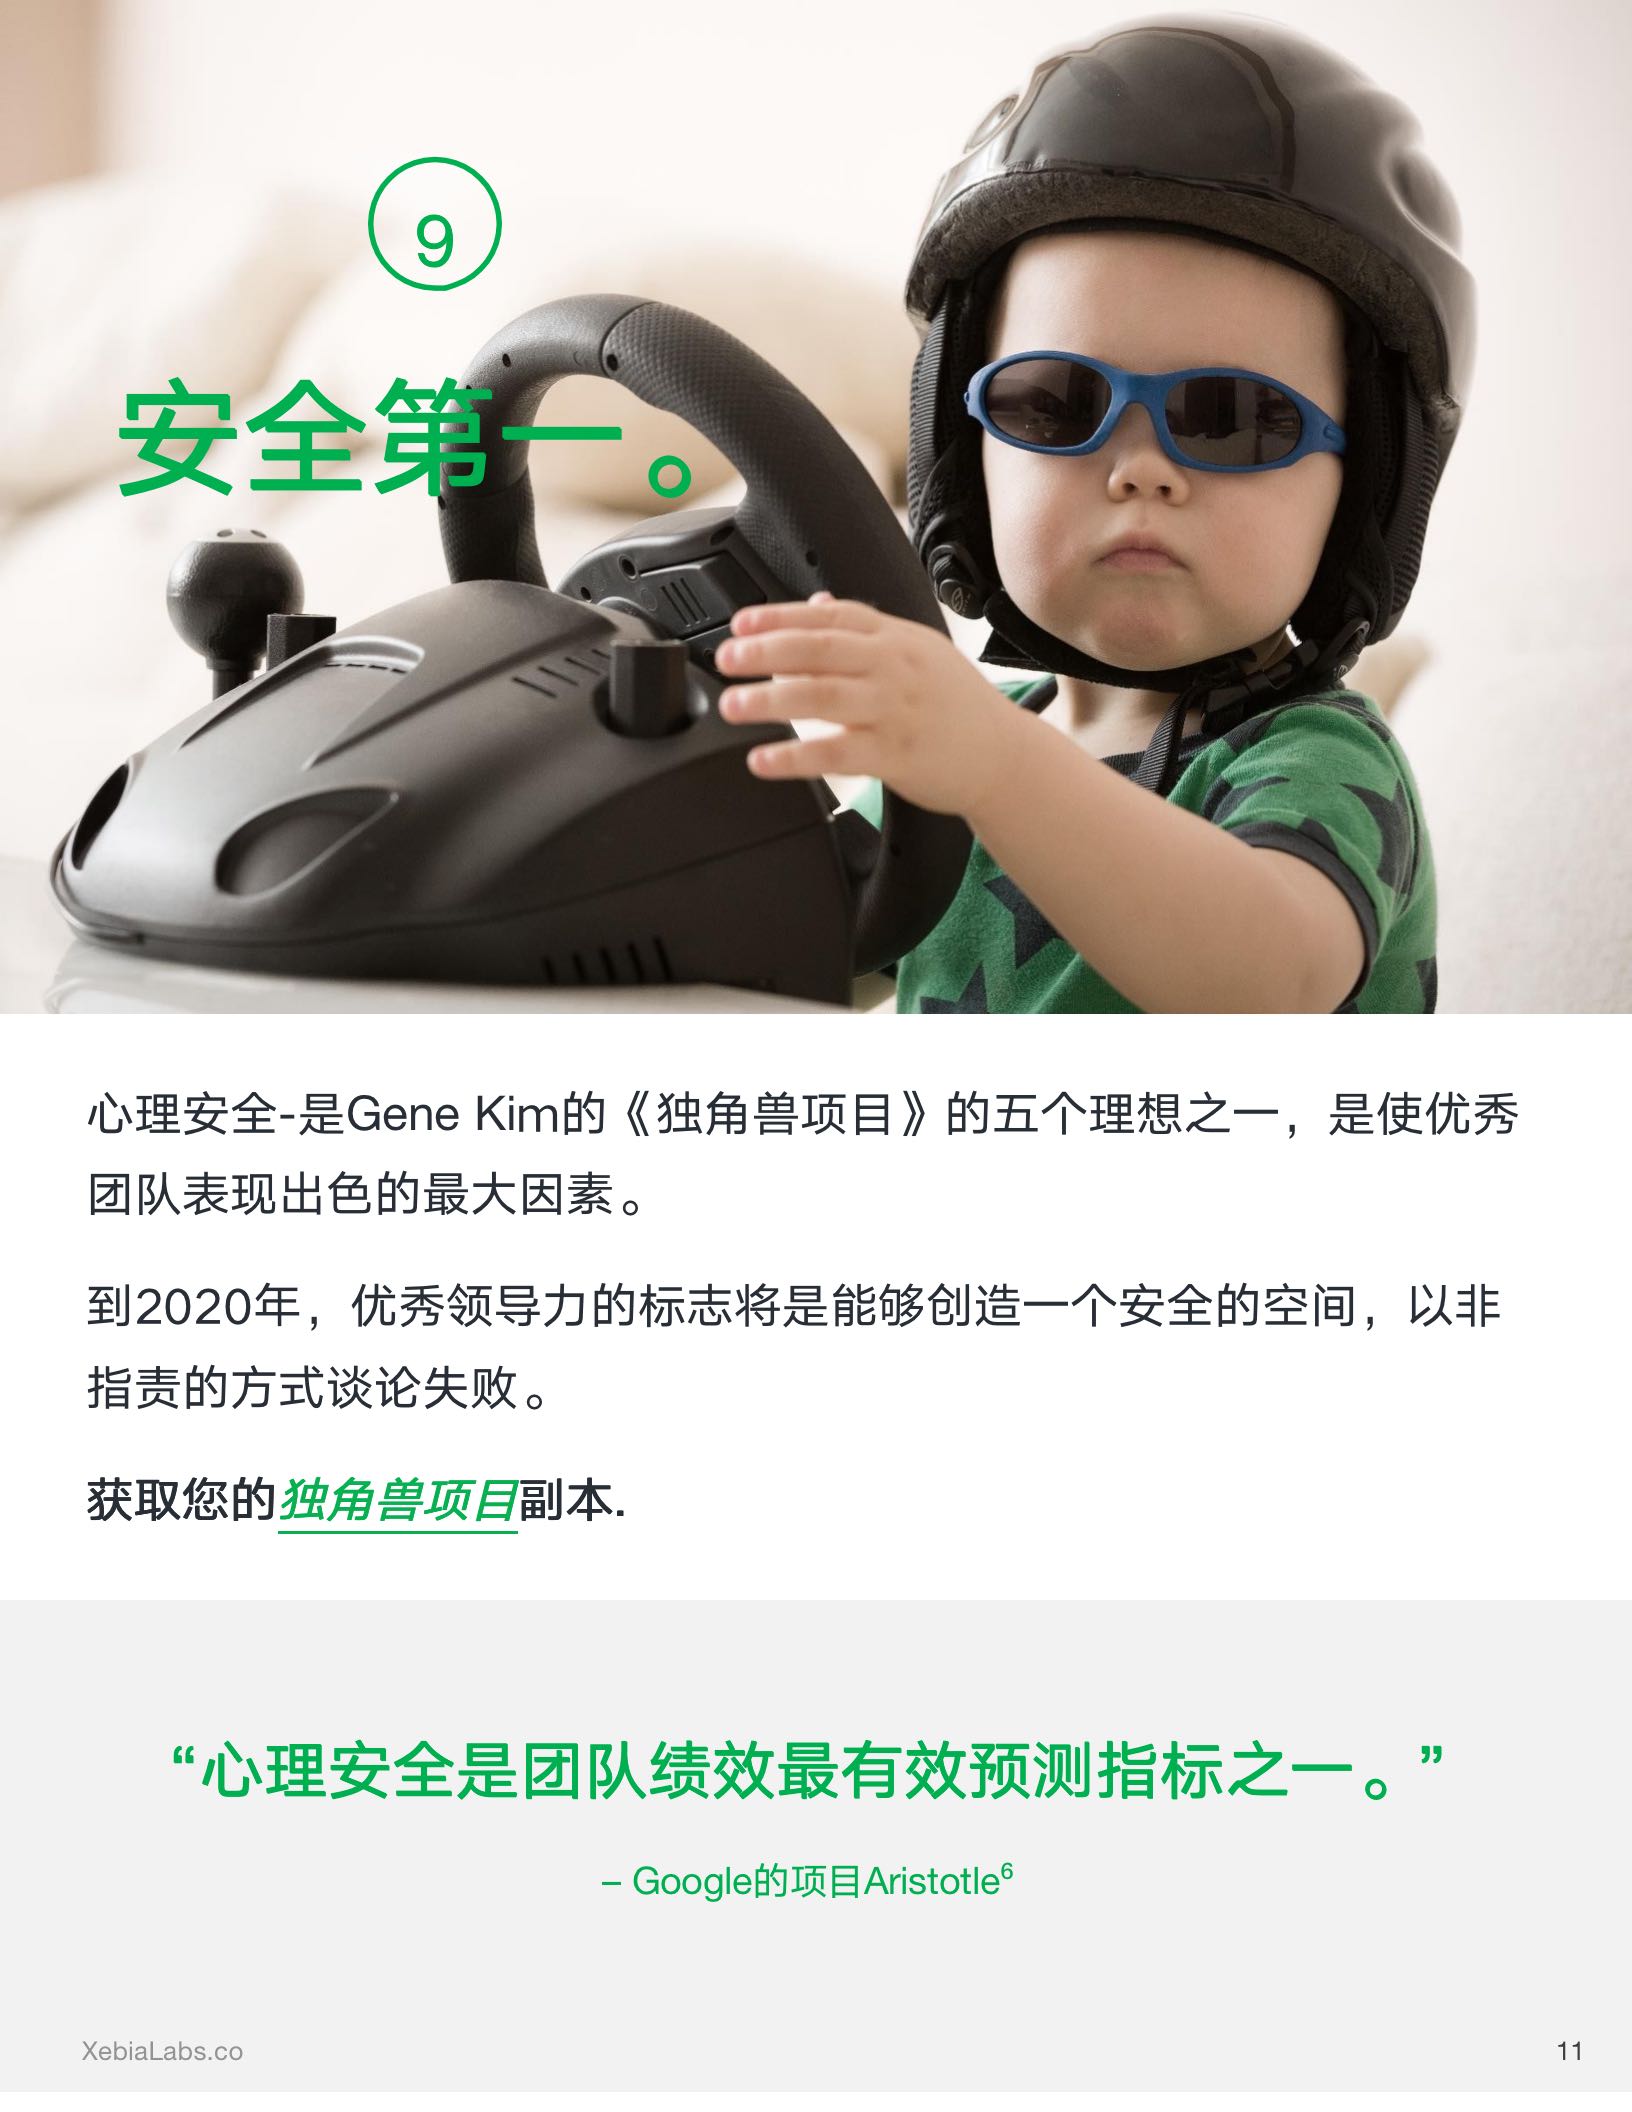 9
安全第一。
心理安全-是Gene Kim的《独角兽项目》的五个理想之一，是使优秀
团队表现出色的最大因素。
到2020年，优秀领导力的标志将是能够创造一个安全的空间，以非
指责的方式谈论失败。
获取您的独角兽项目副本.
“心理安全是团队绩效最有效预测指标之一。”
– Google的项目Aristotle⁶
XebiaLabs.co
11